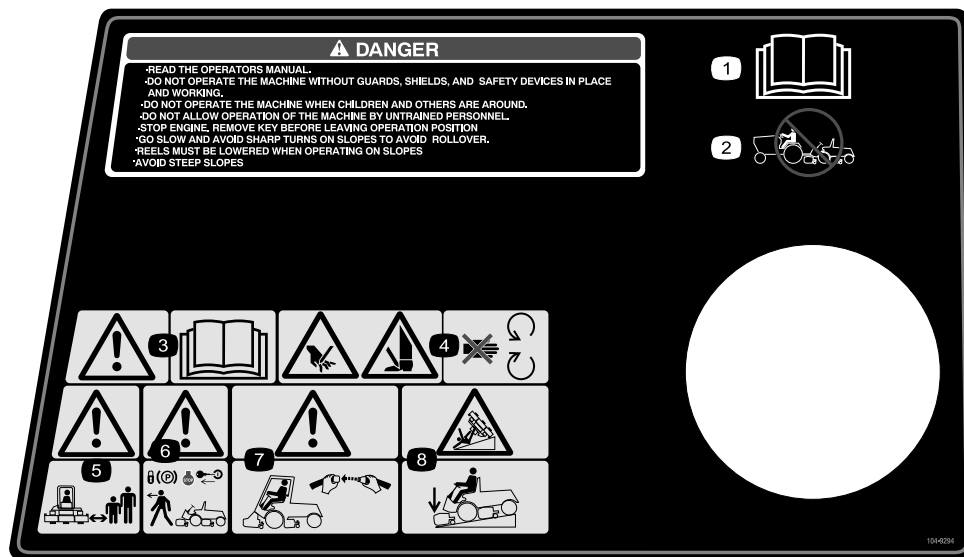 DANGER
·READ THE OPERATORS MANUAL.
·DO NOT OPERATE THE MACHINE WITHOUT GUARDS, SHIELDS, AND SAFETY DEVICES IN PLACE
AND WORKING.
·DO NOT OPERATE THE MACHINE WHEN CHILDREN AND OTHERS ARE AROUND.
·DO NOT ALLOW OPERATION OF THE MACHINE BY UNTRAINED PERSONNEL.
·STOP ENGINE, REMOVE KEY BEFORE LEAVING OPERATION POSITION
·GO SLOW AND AVOID SHARP TURNS ON SLOPES TO AVOID ROLLOVER.
·REELS MUST BE LOWERED WHEN OPERATING ON SLOPES
·AVOID STEEP SLOPES
1
2
3
4
5
6
7
8
(P)
STOP
104-9294